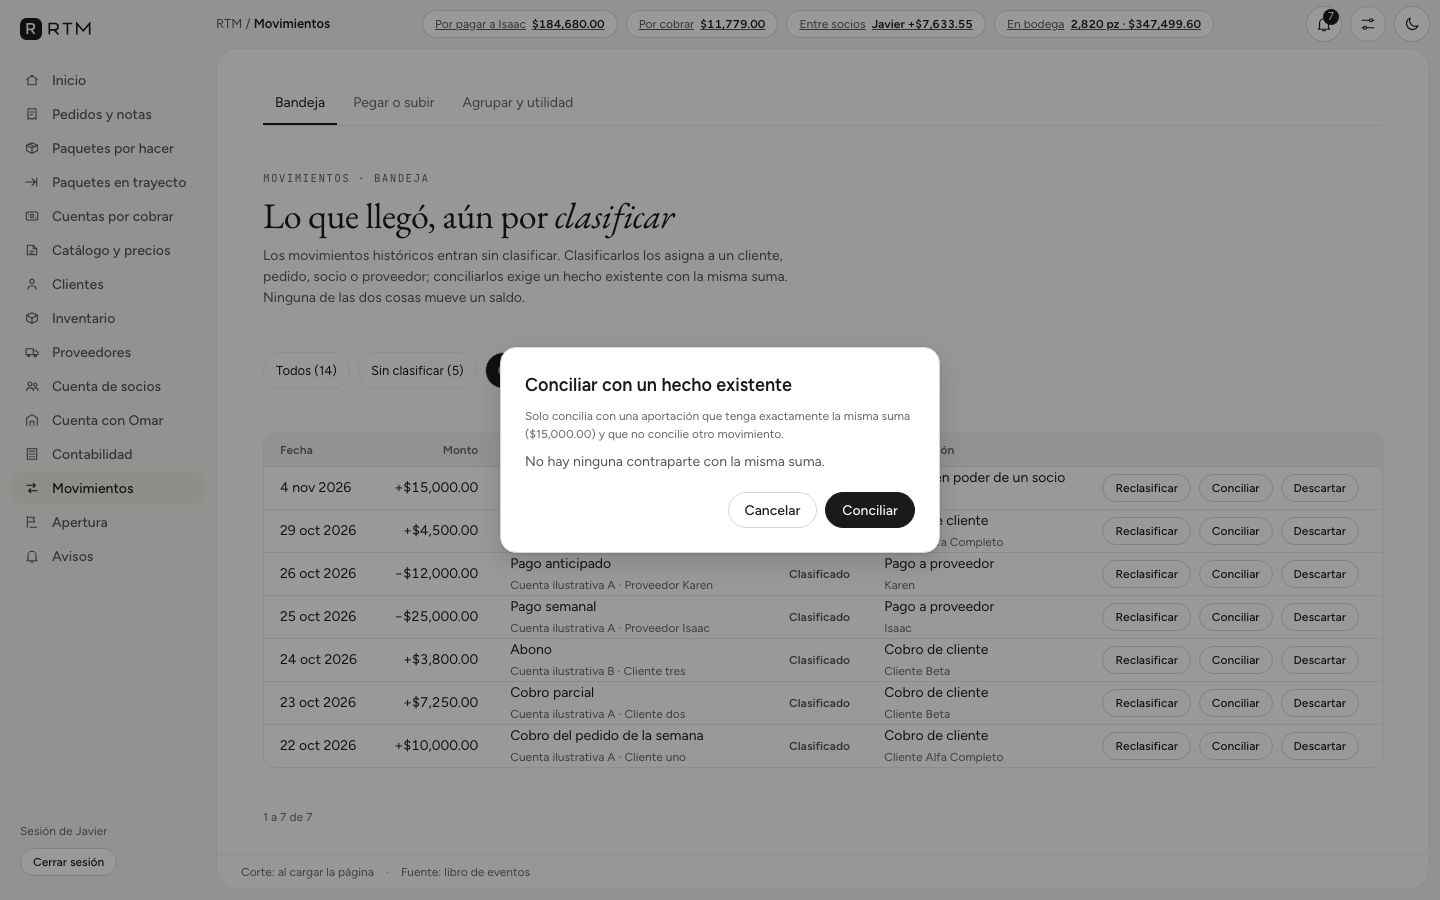 R RTM
RTM / Movimientos
Por pagar a Isaac $184,680.00
Por cobrar $11,779.00
Entre socios Javier +$7,633.55
En bodega 2,820 pz · $347,499.60
7
Inicio
Pedidos y notas
Paquetes por hacer
Paquetes en trayecto
Cuentas por cobrar
Catálogo y precios
Clientes
Inventario
Proveedores
Cuenta de socios
Cuenta con Omar
Contabilidad
Movimientos
Apertura
Avisos
Sesión de Javier
Cerrar sesión
Bandeja Pegar o subir Agrupar y utilidad
MOVIMIENTOS · BANDEJA
Lo que llegó, aún por clasificar
Los movimientos históricos entran sin clasificar. Clasificarlos los asigna a un cliente,
pedido, socio o proveedor; conciliarlos exige un hecho existente con la misma suma.
Ninguna de las dos cosas mueve un saldo.
Todos (14) Sin clasificar (5)
Conciliar con un hecho existente
Solo concilia con una aportación que tenga exactamente la misma suma
($15,000.00) y que no concilie otro movimiento.
No hay ninguna contraparte con la misma suma.
Cancelar Conciliar
Fecha Monto
4 nov 2026 +$15,000.00 en poder de un socio Reclasificar Conciliar Descartar
29 oct 2026 +$4,500.00 cliente Reclasificar Conciliar Descartar
Completo
26 oct 2026 −$12,000.00 Pago anticipado Clasificado Pago a proveedor Reclasificar Conciliar Descartar
Cuenta ilustrativa A · Proveedor Karen Karen
25 oct 2026 −$25,000.00 Pago semanal Clasificado Pago a proveedor Reclasificar Conciliar Descartar
Cuenta ilustrativa A · Proveedor Isaac Isaac
24 oct 2026 +$3,800.00 Abono Clasificado Cobro de cliente Reclasificar Conciliar Descartar
Cuenta ilustrativa B · Cliente tres Cliente Beta
23 oct 2026 +$7,250.00 Cobro parcial Clasificado Cobro de cliente Reclasificar Conciliar Descartar
Cuenta ilustrativa A · Cliente dos Cliente Beta
22 oct 2026 +$10,000.00 Cobro del pedido de la semana Clasificado Cobro de cliente Reclasificar Conciliar Descartar
Cuenta ilustrativa A · Cliente uno Cliente Alfa Completo
1 a 7 de 7
Corte: al cargar la página · Fuente: libro de eventos